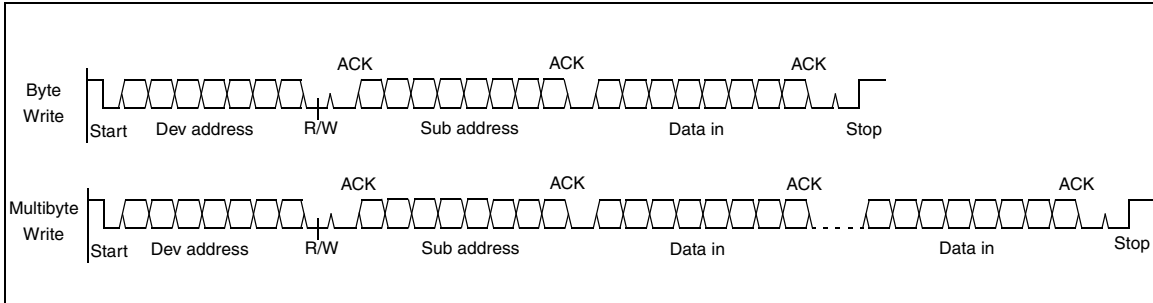 ACK ACK ACK
Byte
Write
Start Dev address R/W Sub address Data in Stop
ACK ACK ACK ACK
Multibyte
Write
Start Dev address R/W Sub address Data in Data in Stop